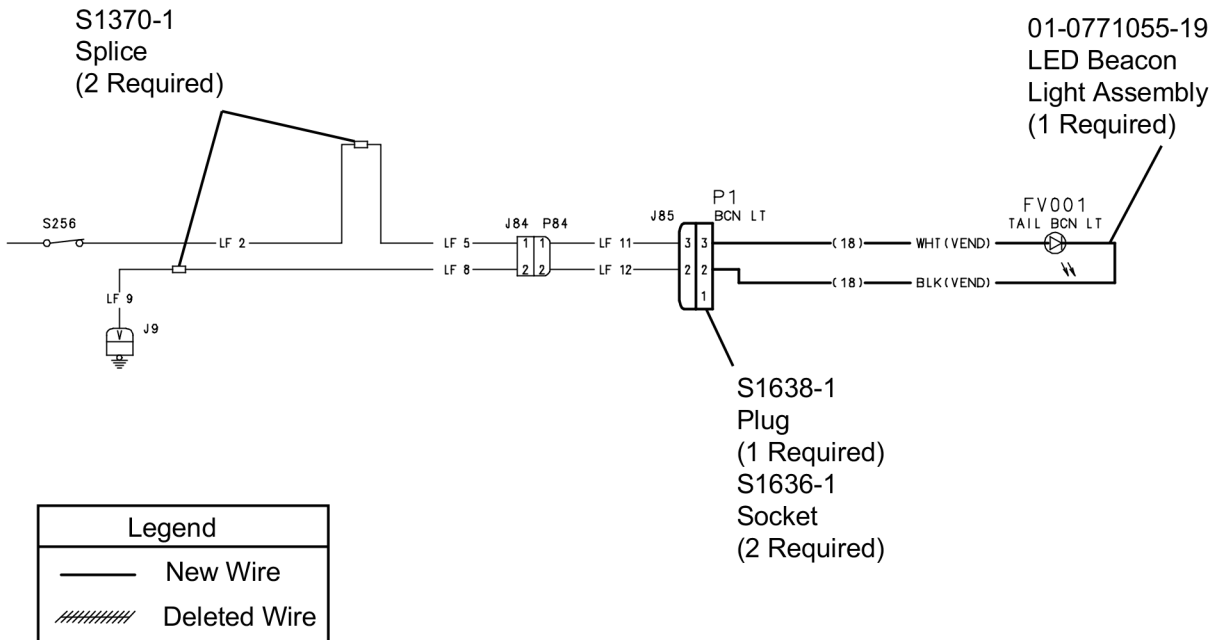 S1370-1
Splice
(2 Required)
01-0771055-19
LED Beacon
Light Assembly
(1 Required)
S256
LF 2
LF 9
J9
LF 5
LF 8
J84 P84
1 1
2 2
LF 11
LF 12
J85
P1
BCN LT
3 3
2 2
1
(18) WHT(VEND)
(18) BLK(VEND)
FV001
TAIL BCN LT
S1638-1
Plug
(1 Required)
S1636-1
Socket
(2 Required)
Legend
New Wire
Deleted Wire